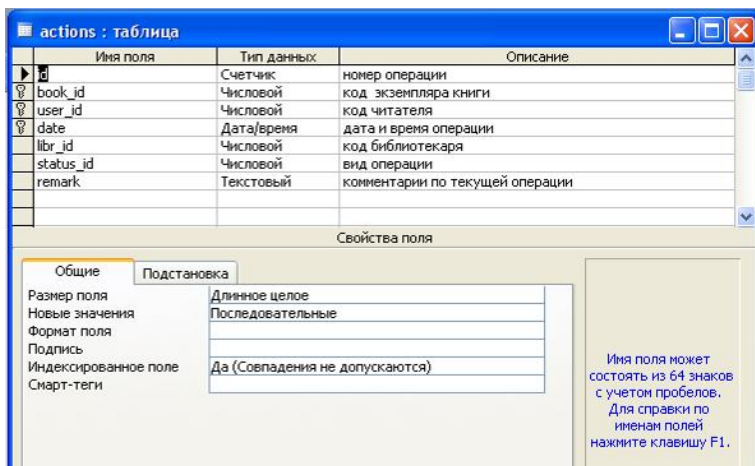 actions : таблица
Имя поля Тип данных Описание
id Счетчик номер операции
book_id Числовой код экземпляра книги
user_id Числовой код читателя
date Дата/время дата и время операции
libr_id Числовой код библиотекаря
status_id Числовой вид операции
remark Текстовый комментарии по текущей операции
Свойства поля
Общие Подстановка
Размер поля Длинное целое
Новые значения Последовательные
Формат поля
Подпись
Индексированное поле Да (Совпадения не допускаются)
Смарт-теги
Имя поля может
состоять из 64 знаков
с учетом пробелов.
Для справки по
именам полей
нажмите клавишу F1.